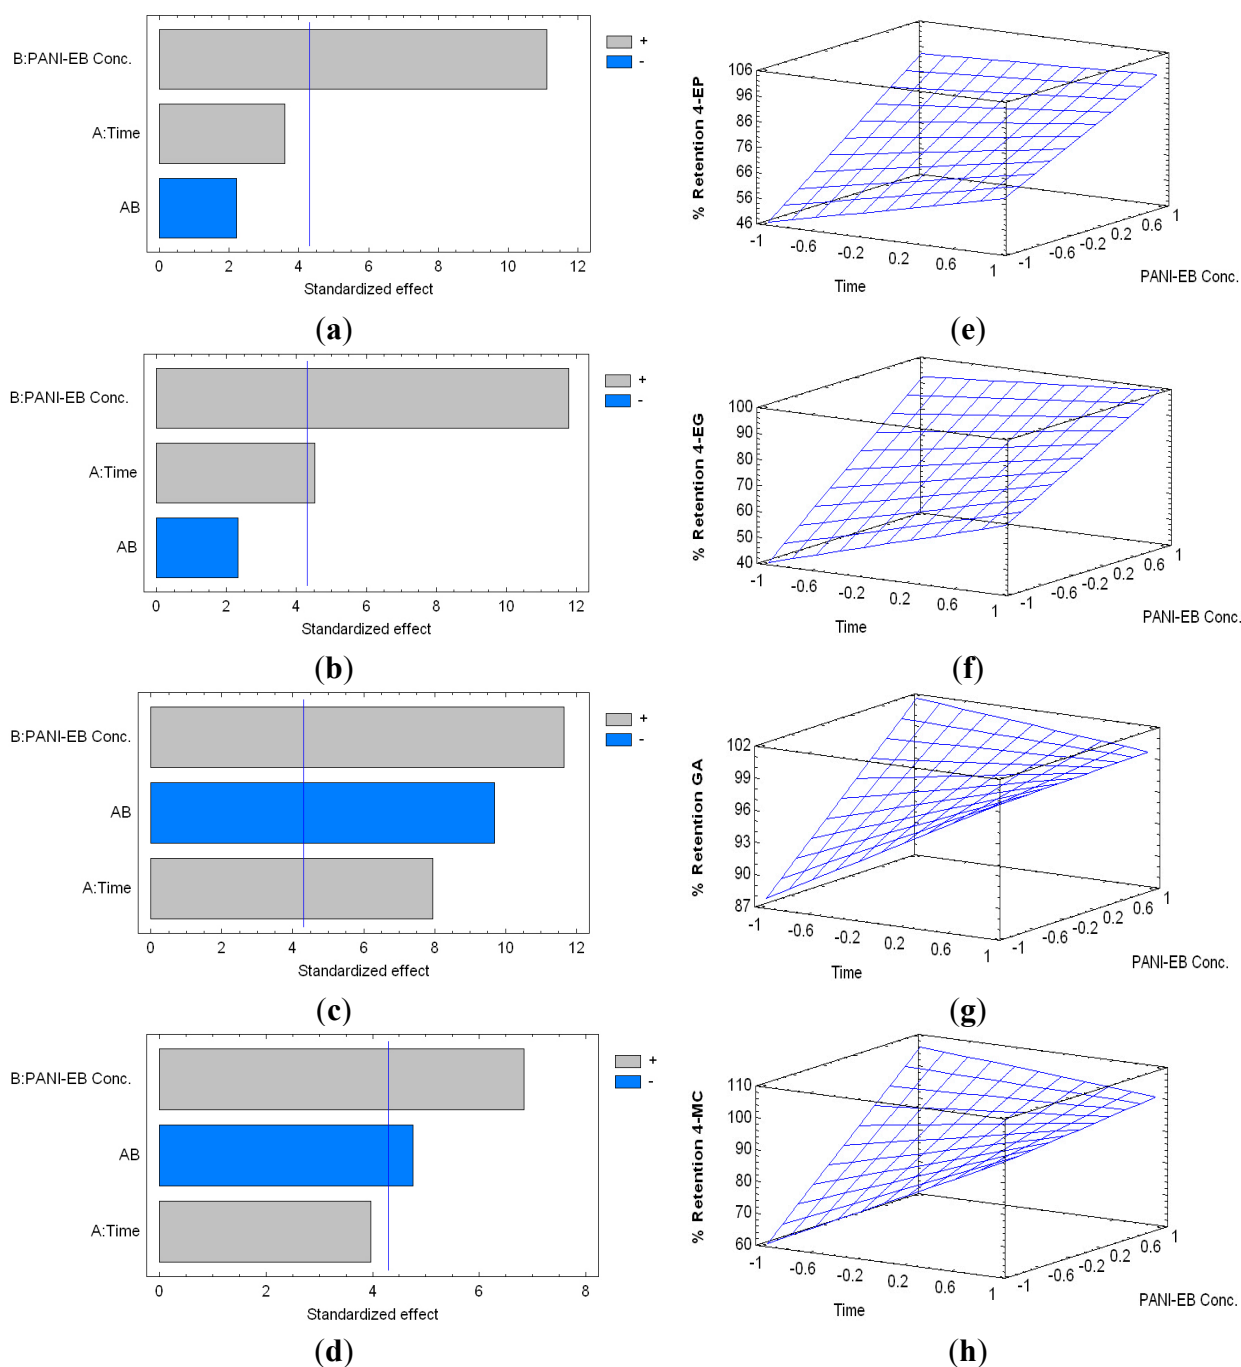 B:PANI-EB Conc.
A:Time
AB
0 2 4 6 8 10 12
Standardized effect
+
-
(a)
% Retention 4-EP
106
96
86
76
66
56
46
-1 -0.6 -0.2 0.2 0.6 1
Time
-1 -0.6 -0.2 0.2 0.6 1
PANI-EB Conc.
(e)
B:PANI-EB Conc.
A:Time
AB
0 2 4 6 8 10 12
Standardized effect
+
-
(b)
% Retention 4-EG
100
90
80
70
60
50
40
-1 -0.6 -0.2 0.2 0.6 1
Time
-1 -0.6 -0.2 0.2 0.6 1
PANI-EB Conc.
(f)
B:PANI-EB Conc.
AB
A:Time
0 2 4 6 8 10 12
Standardized effect
+
-
(c)
% Retention GA
102
99
96
93
90
87
-1 -0.6 -0.2 0.2 0.6 1
Time
-1 -0.6 -0.2 0.2 0.6 1
PANI-EB Conc.
(g)
B:PANI-EB Conc.
AB
A:Time
0 2 4 6 8
Standardized effect
+
-
(d)
% Retention 4-MC
110
100
90
80
70
60
-1 -0.6 -0.2 0.2 0.6 1
Time
-1 -0.6 -0.2 0.2 0.6 1
PANI-EB Conc.
(h)